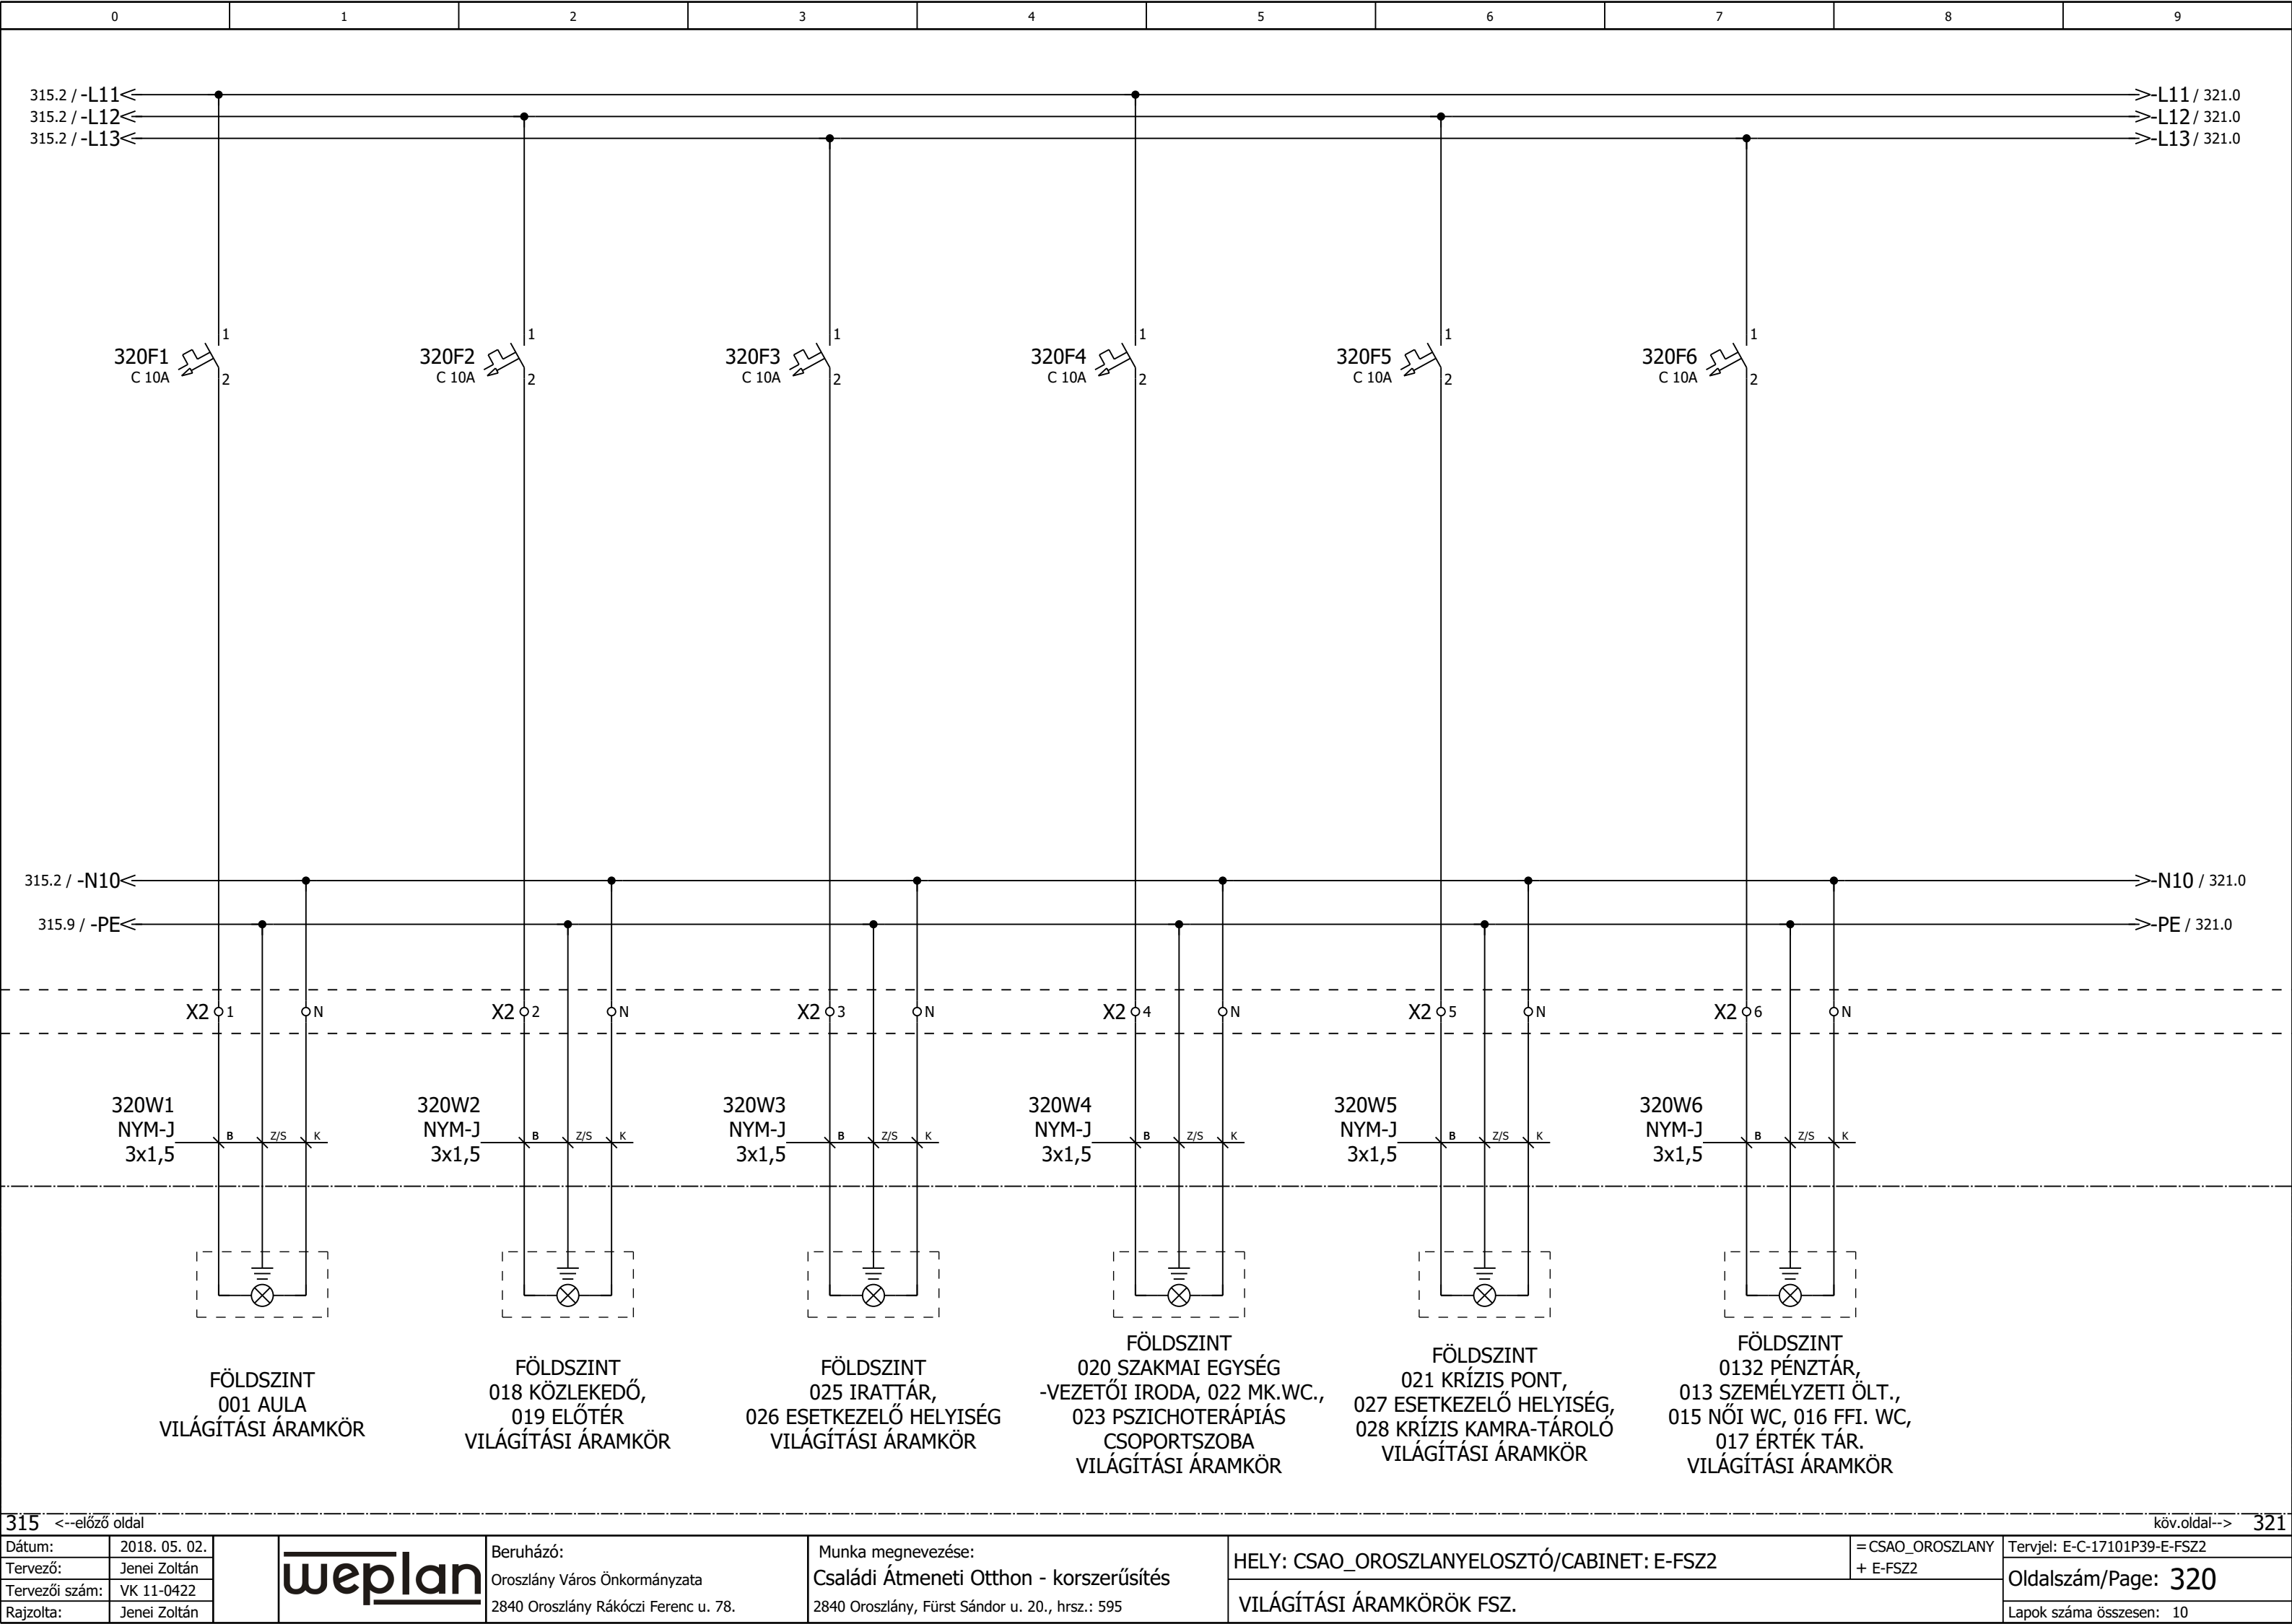 0 1 2 3 4 5 6 7 8 9
315.2 / -L11 -L11 / 321.0
315.2 / -L12 -L12 / 321.0
315.2 / -L13 -L13 / 321.0
1 1 1 1 1 1
320F1 320F2 320F3 320F4 320F5 320F6
C 10A C 10A C 10A C 10A C 10A C 10A
2 2 2 2 2 2
315.2 / -N10 -N10 / 321.0
315.9 / -PE -PE / 321.0
X2 1 N X2 2 N X2 3 N X2 4 N X2 5 N X2 6 N
320W1 320W2 320W3 320W4 320W5 320W6
NYM-J NYM-J NYM-J NYM-J NYM-J NYM-J
B Z/S K B Z/S K B Z/S K B Z/S K B Z/S K B Z/S K
3x1,5 3x1,5 3x1,5 3x1,5 3x1,5 3x1,5
FÖLDSZINT
001 AULA
VILÁGÍTÁSI ÁRAMKÖR
FÖLDSZINT
018 KÖZLEKEDŐ,
019 ELŐTÉR
VILÁGÍTÁSI ÁRAMKÖR
FÖLDSZINT
025 IRATTÁR,
026 ESETKEZELŐ HELYISÉG
VILÁGÍTÁSI ÁRAMKÖR
FÖLDSZINT
020 SZAKMAI EGYSÉG
-VEZETŐI IRODA, 022 MK.WC.,
023 PSZICHOTERÁPIÁS
CSOPORTSZOBA
VILÁGÍTÁSI ÁRAMKÖR
FÖLDSZINT
021 KRÍZIS PONT,
027 ESETKEZELŐ HELYISÉG,
028 KRÍZIS KAMRA-TÁROLÓ
VILÁGÍTÁSI ÁRAMKÖR
FÖLDSZINT
0132 PÉNZTÁR,
013 SZEMÉLYZETI ÖLT.,
015 NŐI WC, 016 FFI. WC,
017 ÉRTÉK TÁR.
VILÁGÍTÁSI ÁRAMKÖR
315 <--előző oldal
köv.oldal--> 321
Dátum: 2018. 05. 02.
Tervező: Jenei Zoltán
Tervezői szám: VK 11-0422
Rajzolta: Jenei Zoltán
weplan
Beruházó:
Oroszlány Város Önkormányzata
2840 Oroszlány Rákóczi Ferenc u. 78.
Munka megnevezése:
Családi Átmeneti Otthon - korszerűsítés
2840 Oroszlány, Fürst Sándor u. 20., hrsz.: 595
HELY: CSAO_OROSZLANYELOSZTÓ/CABINET: E-FSZ2
VILÁGÍTÁSI ÁRAMKÖRÖK FSZ.
=CSAO_OROSZLANY
+ E-FSZ2
Tervjel: E-C-17101P39-E-FSZ2
Oldalszám/Page: 320
Lapok száma összesen: 10